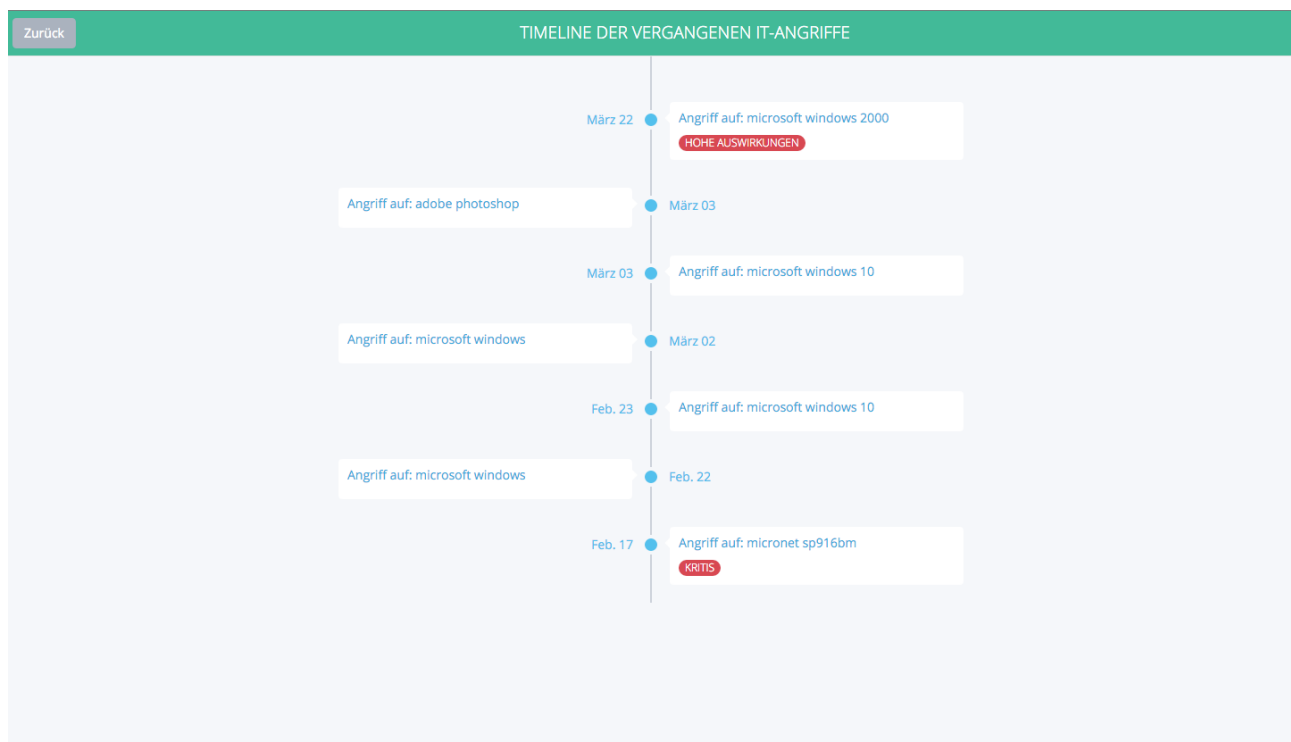 Zurück
TIMELINE DER VERGANGENEN IT-ANGRIFFE
März 22
Angriff auf: microsoft windows 2000
HOHE AUSWIRKUNGEN
Angriff auf: adobe photoshop
März 03
März 03
Angriff auf: microsoft windows 10
Angriff auf: microsoft windows
März 02
Feb. 23
Angriff auf: microsoft windows 10
Angriff auf: microsoft windows
Feb. 22
Feb. 17
Angriff auf: micronet sp916bm
KRITIS